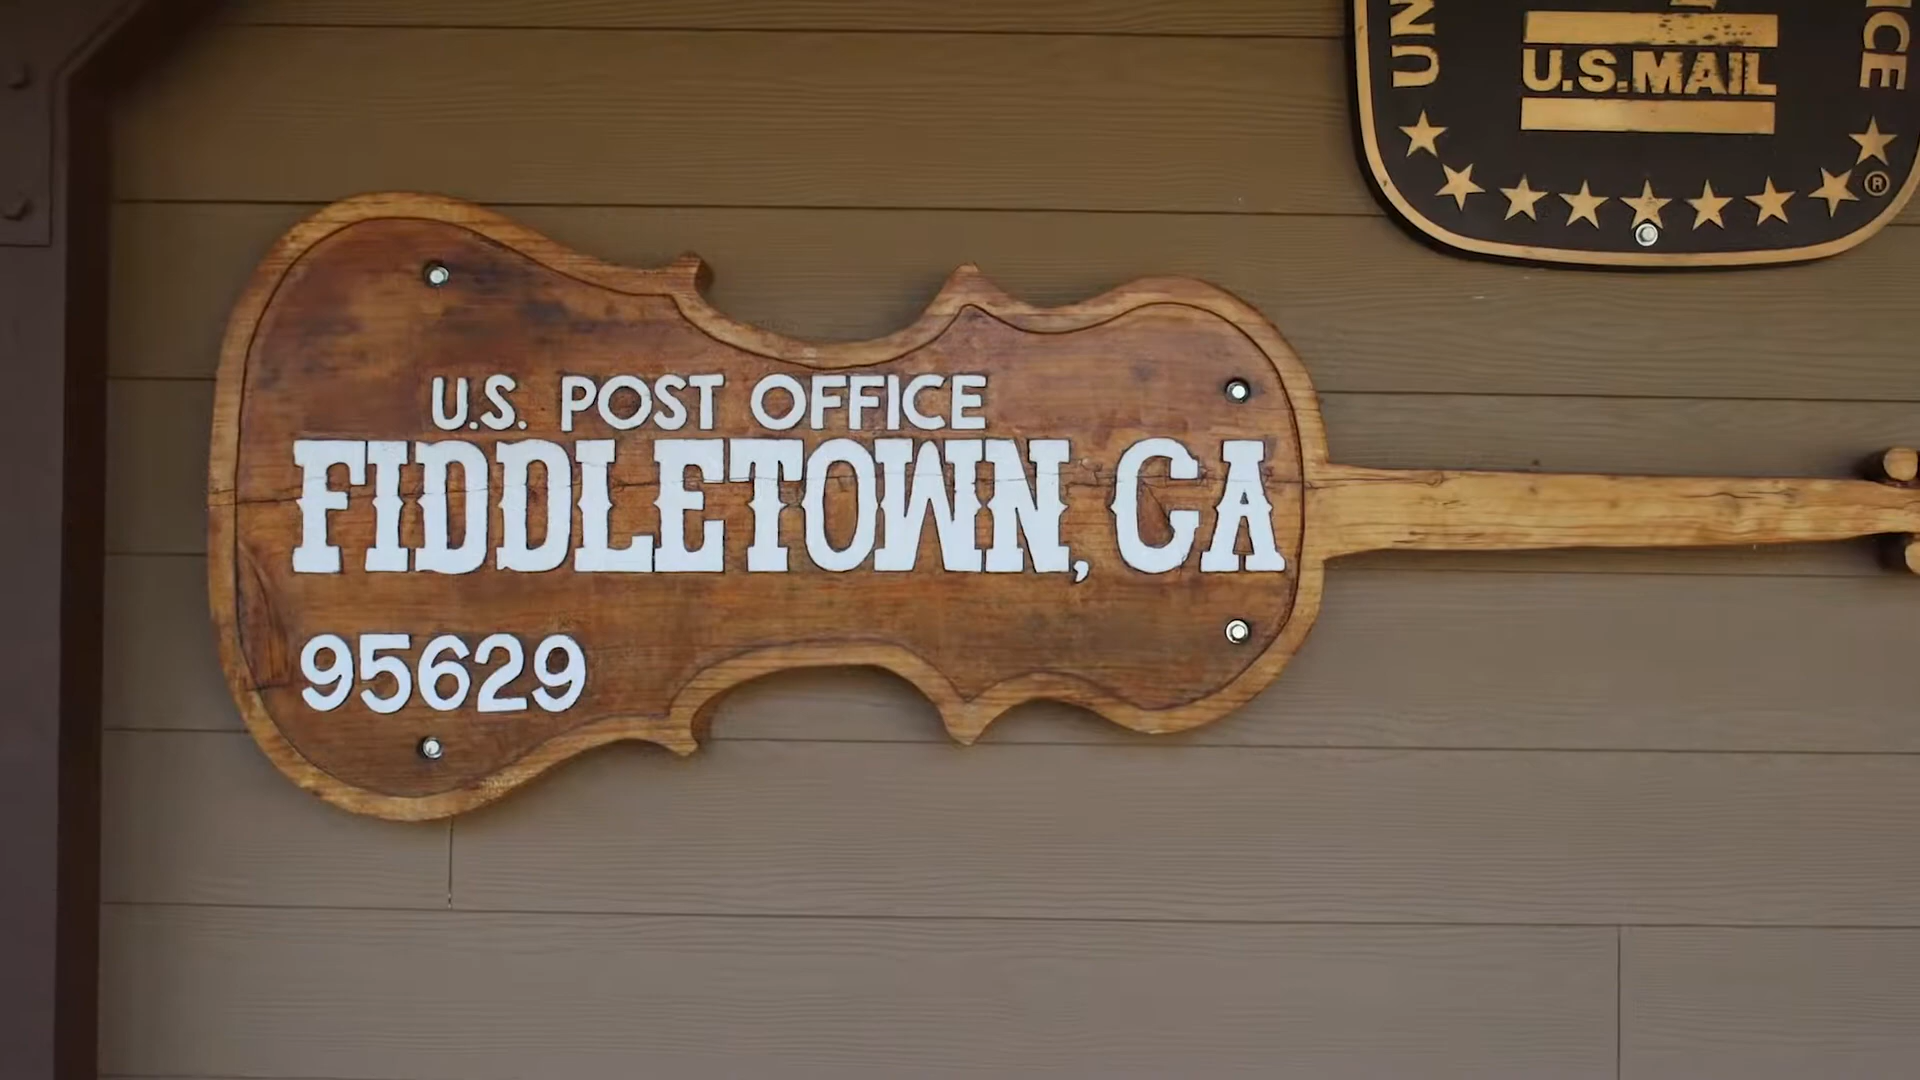 U.S. POST OFFICE
FIDDLETOWN, CA
95629
U.S.MAIL
®